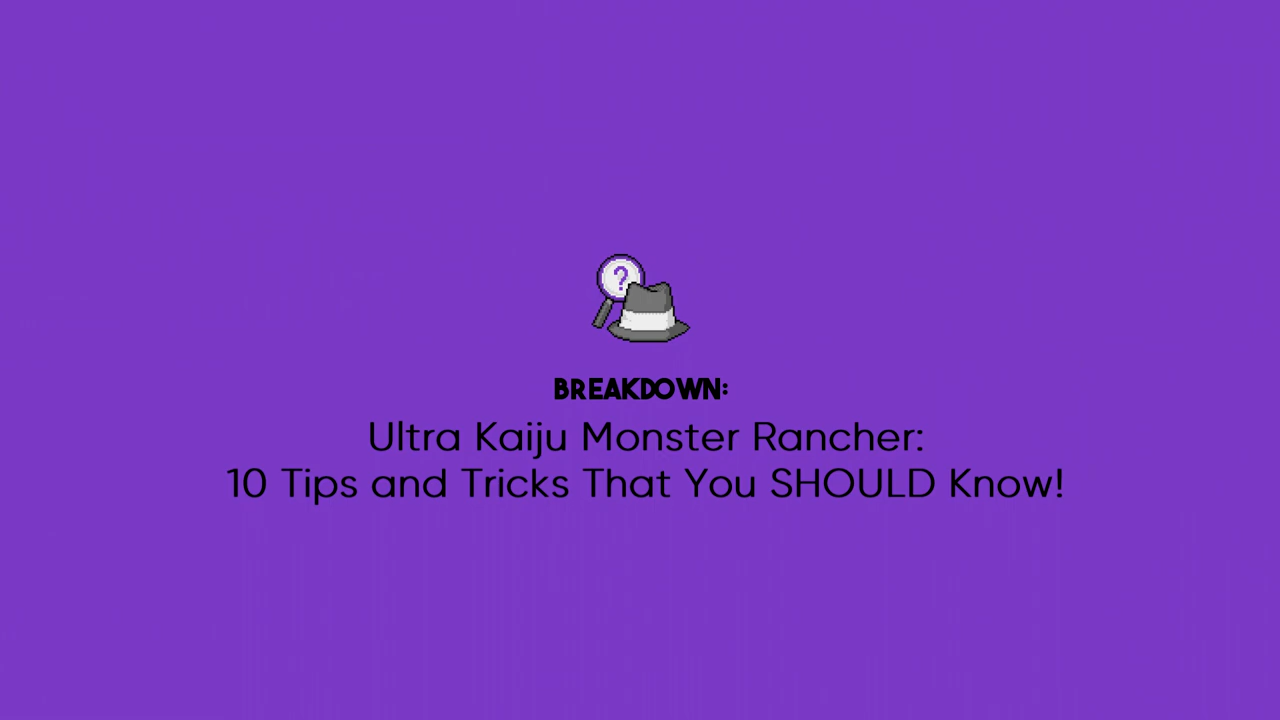 ?
BREAKDOWN:
Ultra Kaiju Monster Rancher:
10 Tips and Tricks That You SHOULD Know!